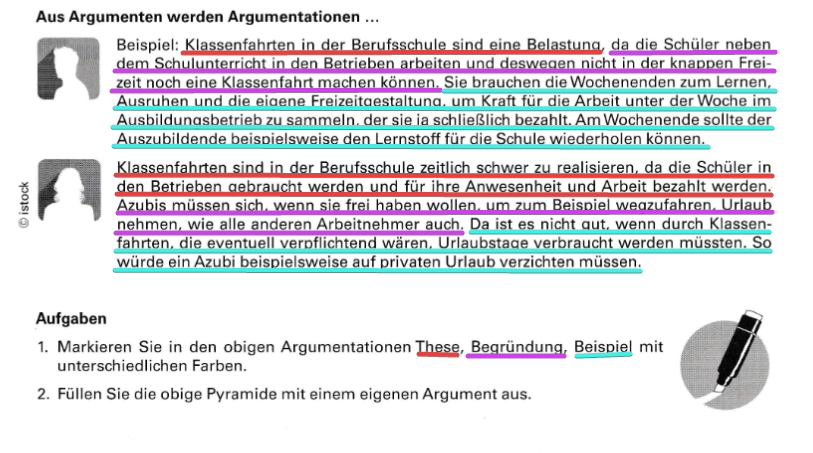 Aus Argumenten werden Argumentationen ...
Beispiel: Klassenfahrten in der Berufsschule sind eine Belastung, da die Schüler neben
dem Schulunterricht in den Betrieben arbeiten und deswegen nicht in der knappen Frei-
zeit noch eine Klassenfahrt machen können. Sie brauchen die Wochenenden zum Lernen,
Ausruhen und die eigene Freizeitgestaltung, um Kraft für die Arbeit unter der Woche im
Ausbildungsbetrieb zu sammeln, der sie ja schließlich bezahlt. Am Wochenende sollte der
Auszubildende beispielsweise den Lernstoff für die Schule wiederholen können.
Klassenfahrten sind in der Berufsschule zeitlich schwer zu realisieren, da die Schüler in
den Betrieben gebraucht werden und für ihre Anwesenheit und Arbeit bezahlt werden.
Azubis müssen sich, wenn sie frei haben wollen, um zum Beispiel wegzufahren, Urlaub
nehmen, wie alle anderen Arbeitnehmer auch. Da ist es nicht gut, wenn durch Klassen-
fahrten, die eventuell verpflichtend wären, Urlaubstage verbraucht werden müssten. So
würde ein Azubi beispielsweise auf privaten Urlaub verzichten müssen.
© istock
Aufgaben
1. Markieren Sie in den obigen Argumentationen These, Begründung, Beispiel mit
unterschiedlichen Farben.
2. Füllen Sie die obige Pyramide mit einem eigenen Argument aus.